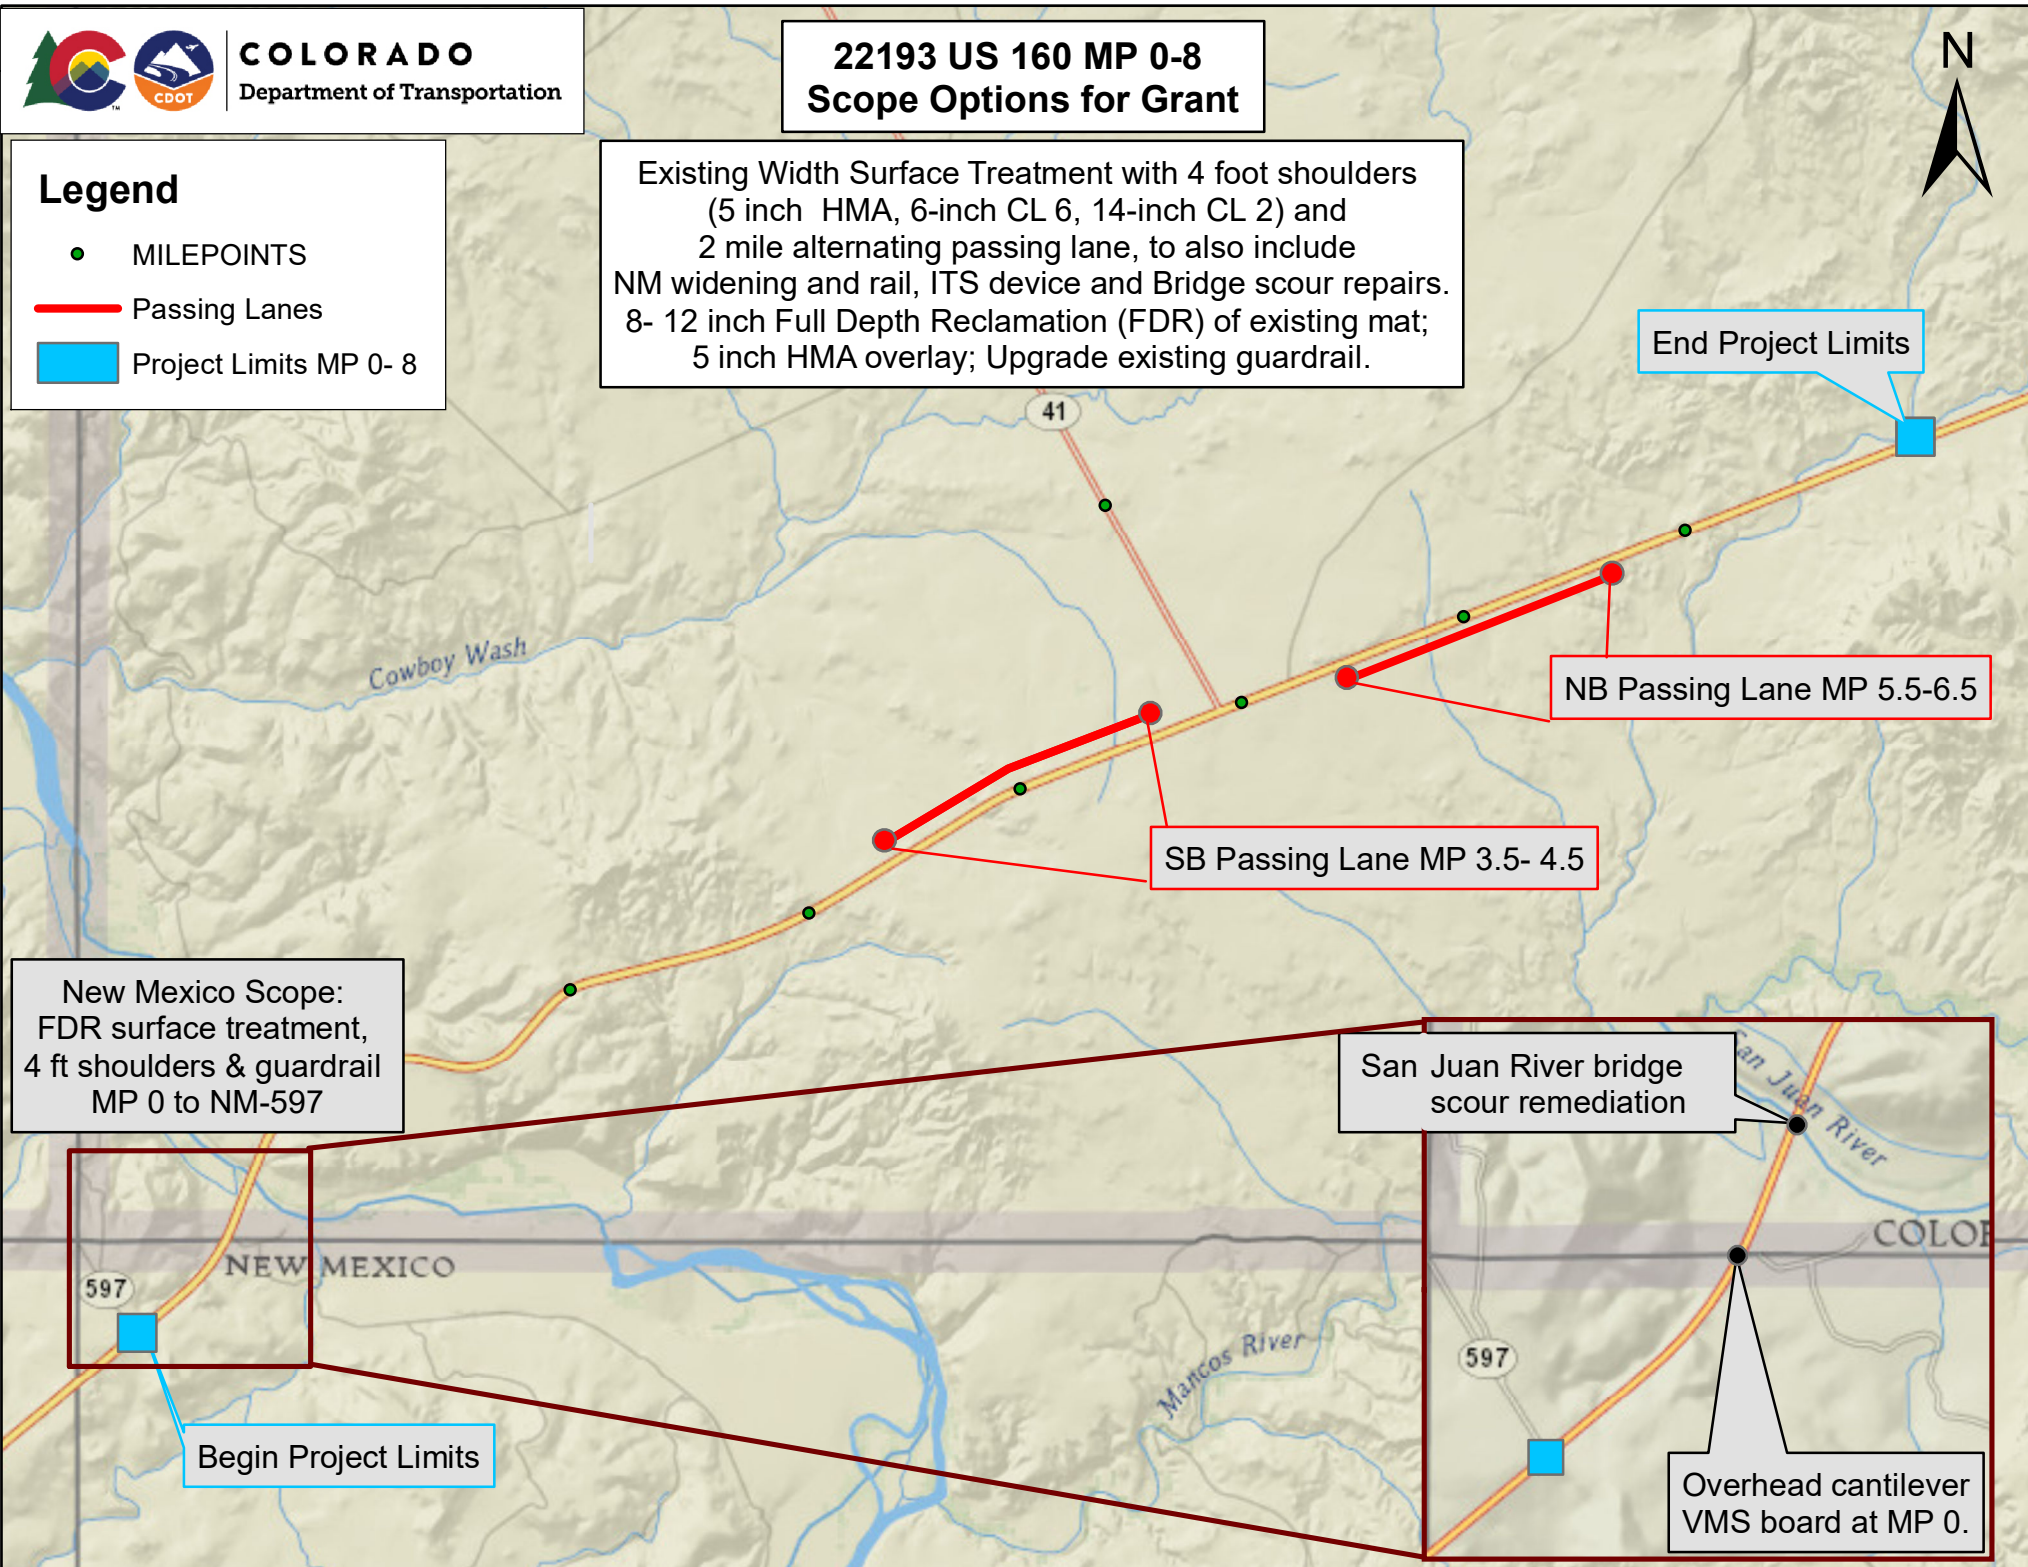 COLORADO
Department of Transportation
CDOT
TM
22193 US 160 MP 0-8
Scope Options for Grant
N
Legend
MILEPOINTS
Passing Lanes
Project Limits MP 0- 8
Existing Width Surface Treatment with 4 foot shoulders
(5 inch HMA, 6-inch CL 6, 14-inch CL 2) and
2 mile alternating passing lane, to also include
NM widening and rail, ITS device and Bridge scour repairs.
8- 12 inch Full Depth Reclamation (FDR) of existing mat;
5 inch HMA overlay; Upgrade existing guardrail.
End Project Limits
41
Cowboy Wash
NB Passing Lane MP 5.5-6.5
SB Passing Lane MP 3.5- 4.5
New Mexico Scope:
FDR surface treatment,
4 ft shoulders & guardrail
MP 0 to NM-597
San Juan River bridge
scour remediation
San Juan River
COLOR
NEW MEXICO
597
Mancos River
597
Begin Project Limits
Overhead cantilever
VMS board at MP 0.